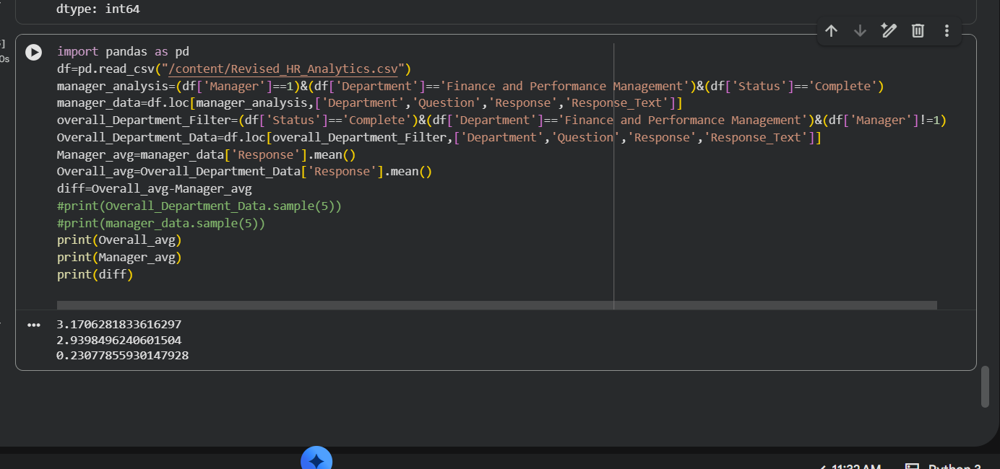 dtype: int64
]
0s
import pandas as pd
df=pd.read_csv("/content/Revised_HR_Analytics.csv")
manager_analysis=(df['Manager']==1)&(df['Department']=='Finance and Performance Management')&(df['Status']=='Complete')
manager_data=df.loc[manager_analysis,['Department','Question','Response','Response_Text']]
overall_Department_Filter=(df['Status']=='Complete')&(df['Department']=='Finance and Performance Management')&(df['Manager']!=1)
Overall_Department_Data=df.loc[overall_Department_Filter,['Department','Question','Response','Response_Text']]
Manager_avg=manager_data['Response'].mean()
Overall_avg=Overall_Department_Data['Response'].mean()
diff=Overall_avg-Manager_avg
#print(Overall_Department_Data.sample(5))
#print(manager_data.sample(5))
print(Overall_avg)
print(Manager_avg)
print(diff)
3.1706281833616297
2.9398496240601504
0.23077855930147928
11:32 AM Python 3